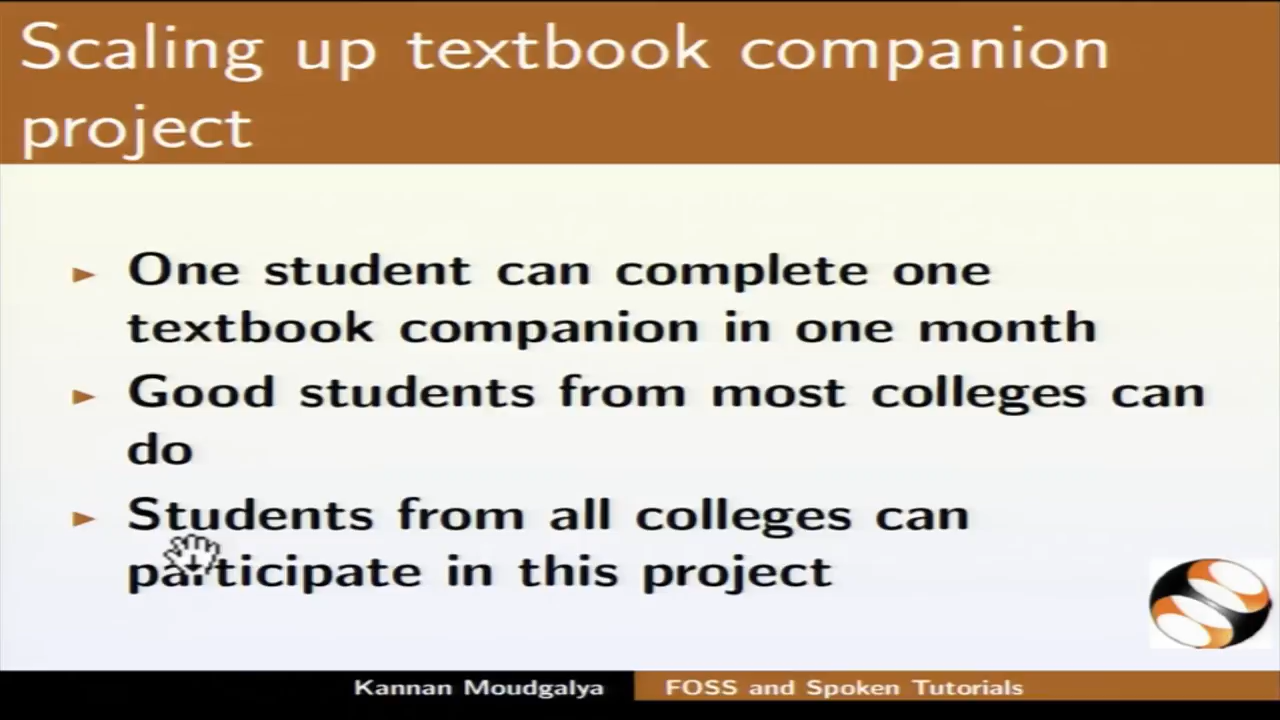 Scaling up textbook companion
project
► One student can complete one
textbook companion in one month
► Good students from most colleges can
do
► Students from all colleges can
participate in this project
Kannan Moudgalya FOSS and Spoken Tutorials